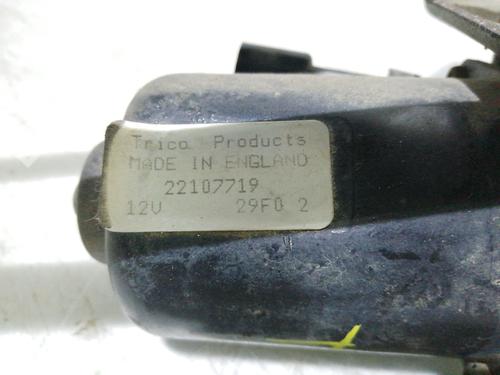 Trico Products
MADE IN ENGLAND
22107719
12V 29F0 2